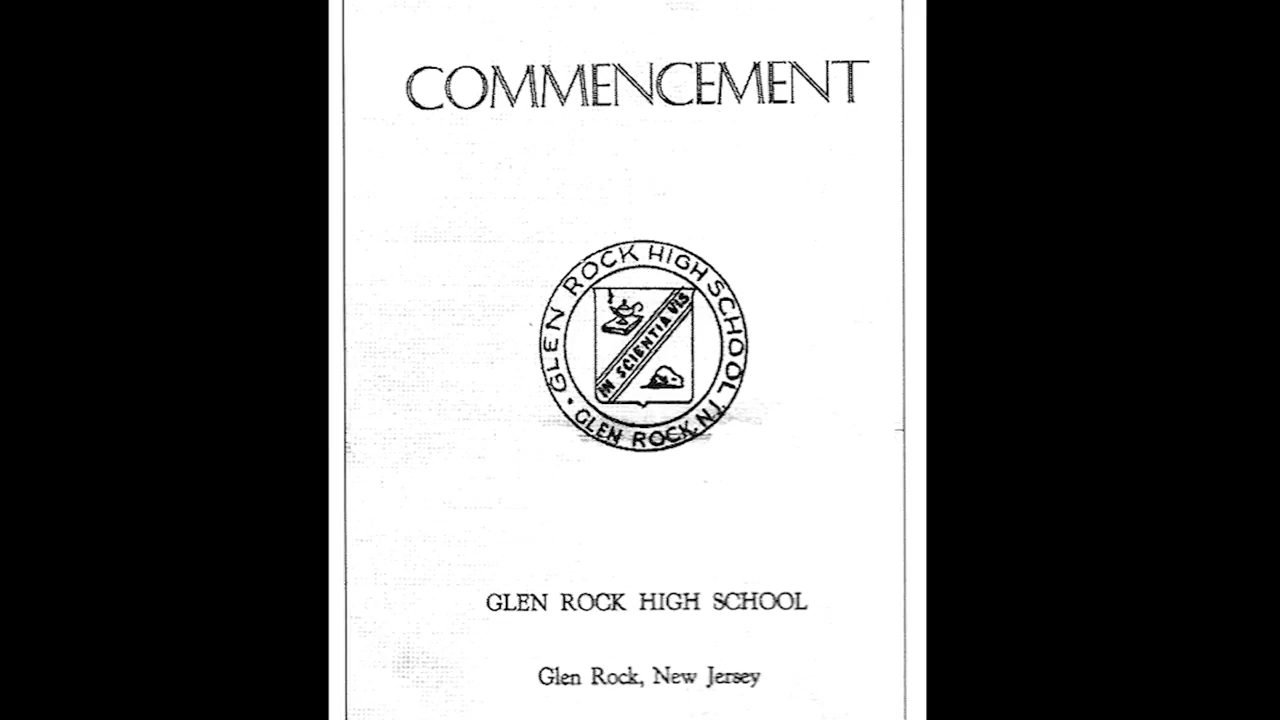 COMMENCEMENT
GLEN ROCK HIGH SCHOOL
IN SCIENTIA VIS
GLEN ROCK, N.J.
GLEN ROCK HIGH SCHOOL
Glen Rock, New Jersey